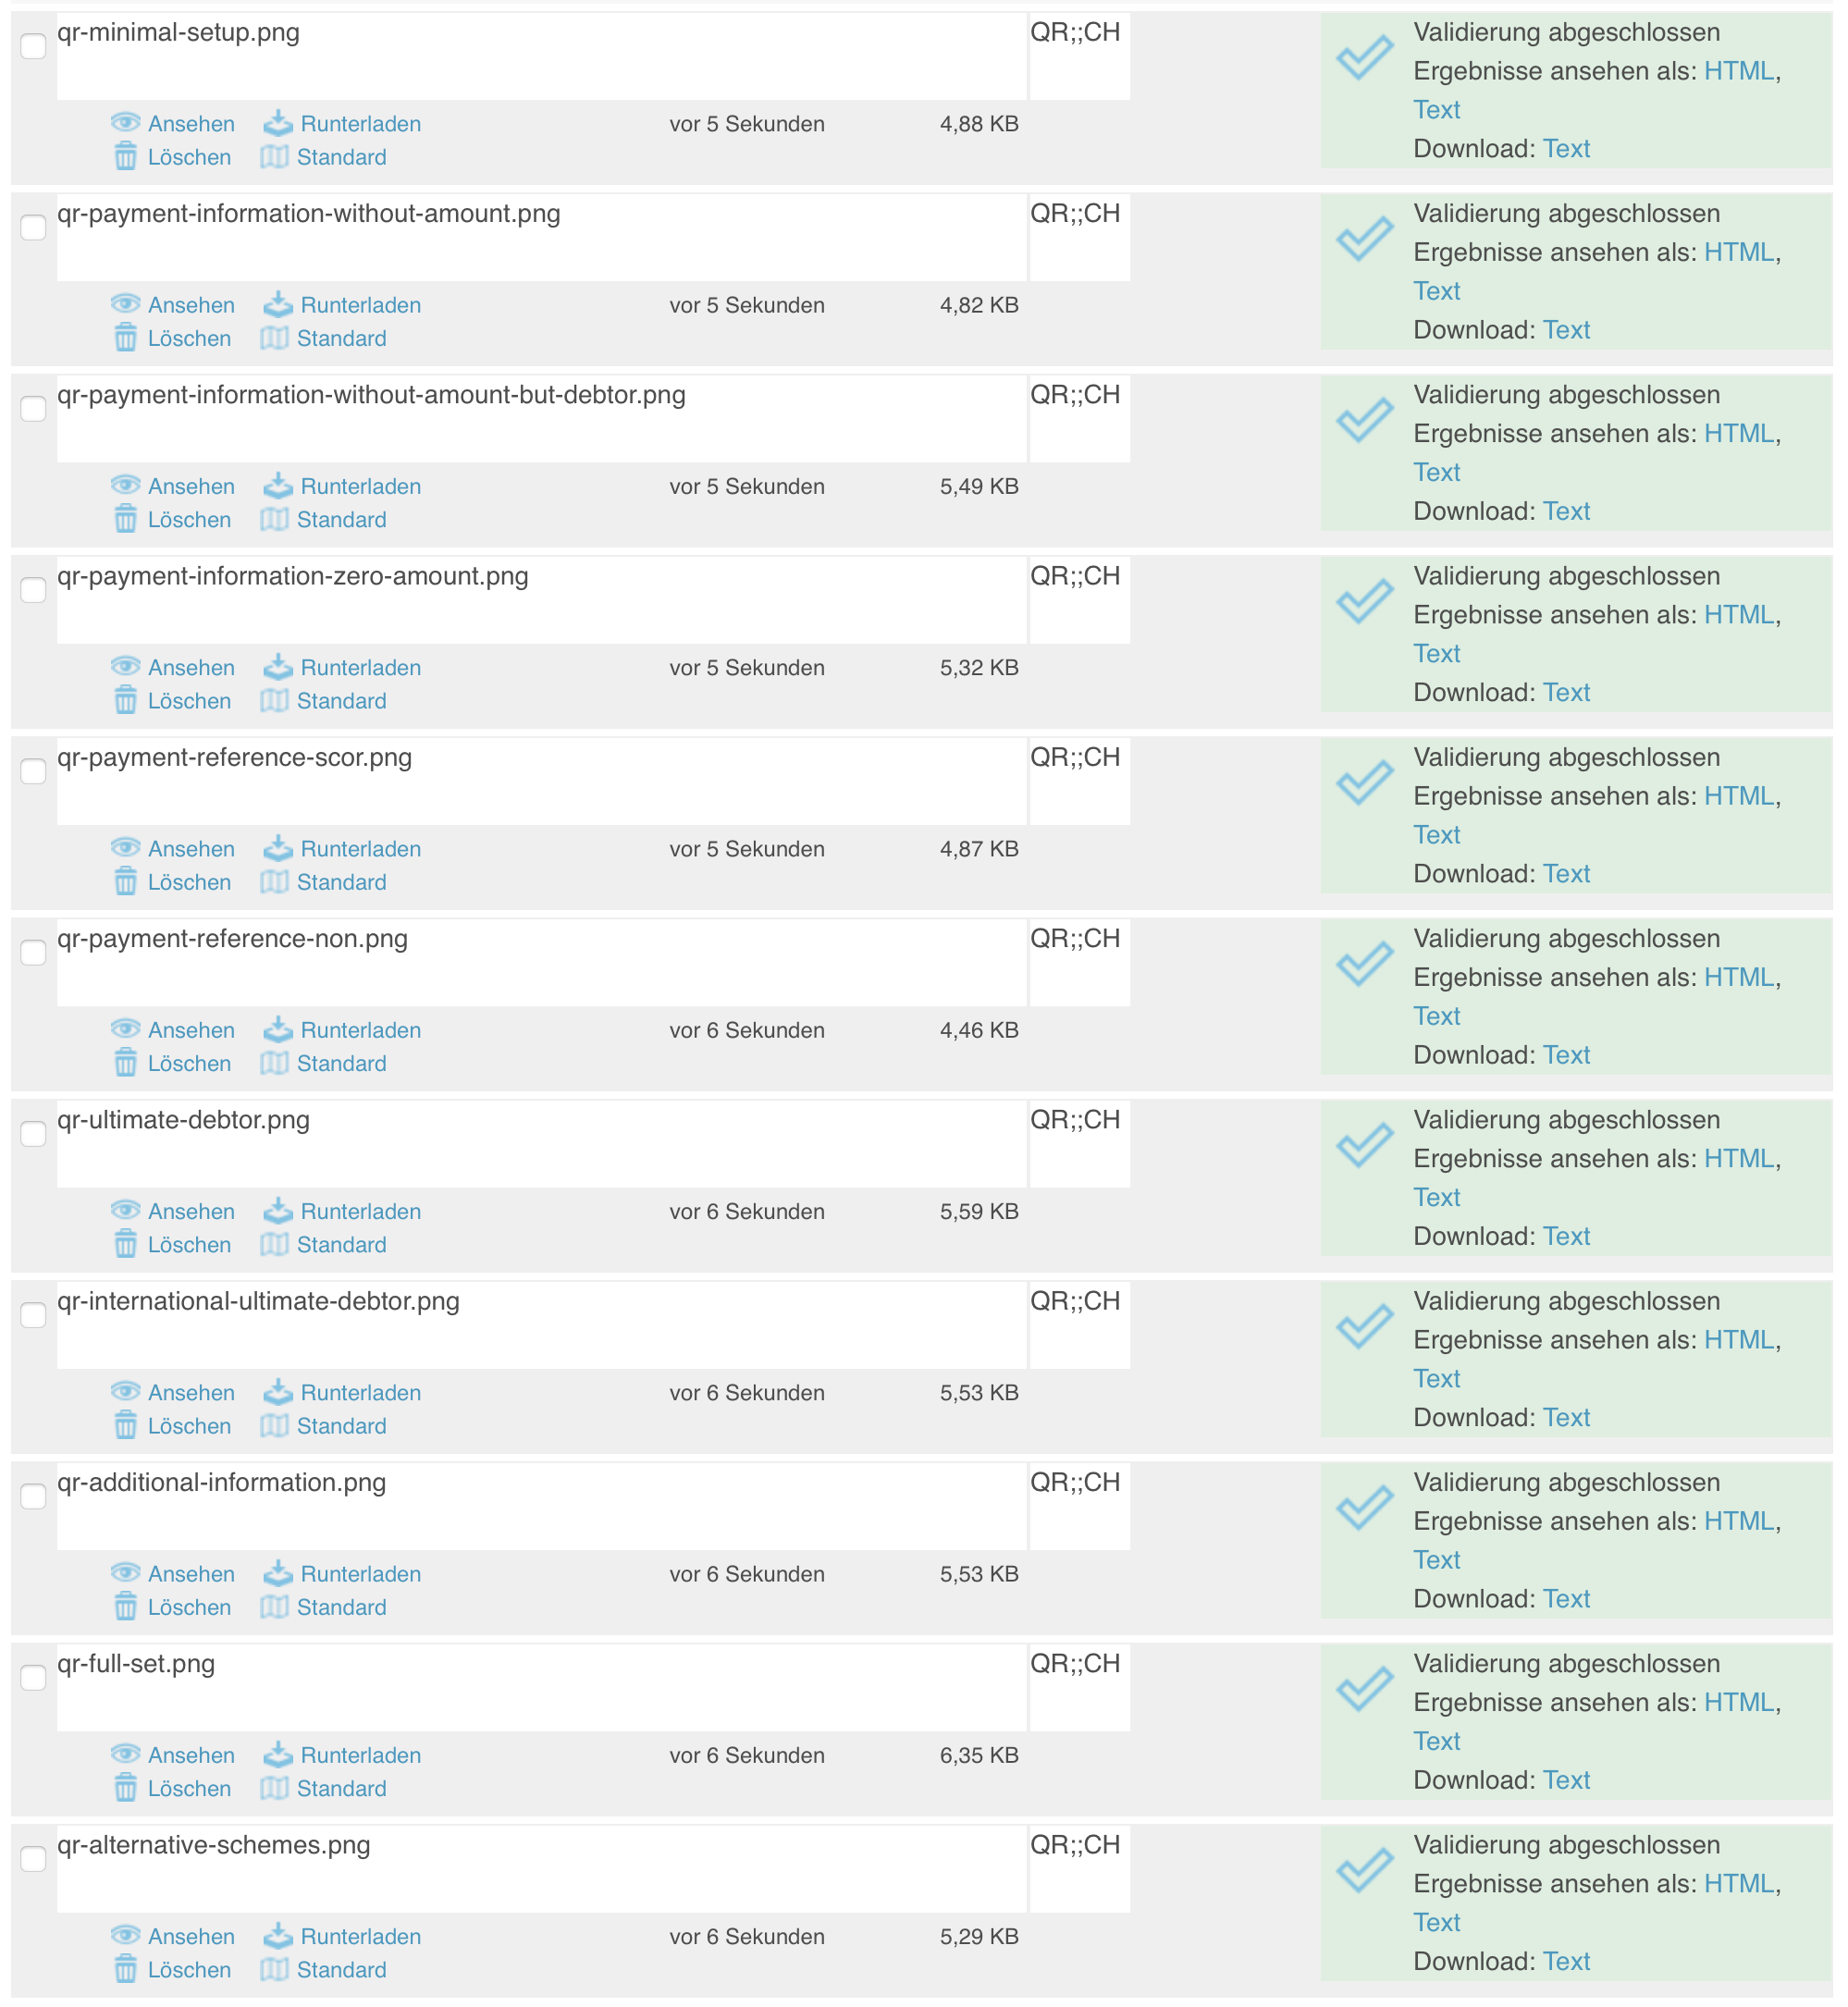 qr-minimal-setup.png QR;;CH Validierung abgeschlossen
Ergebnisse ansehen als: HTML,
Text
Ansehen Runterladen vor 5 Sekunden 4,88 KB
Löschen Standard Download: Text
qr-payment-information-without-amount.png QR;;CH Validierung abgeschlossen
Ergebnisse ansehen als: HTML,
Text
Ansehen Runterladen vor 5 Sekunden 4,82 KB
Löschen Standard Download: Text
qr-payment-information-without-amount-but-debtor.png QR;;CH Validierung abgeschlossen
Ergebnisse ansehen als: HTML,
Text
Ansehen Runterladen vor 5 Sekunden 5,49 KB
Löschen Standard Download: Text
qr-payment-information-zero-amount.png QR;;CH Validierung abgeschlossen
Ergebnisse ansehen als: HTML,
Text
Ansehen Runterladen vor 5 Sekunden 5,32 KB
Löschen Standard Download: Text
qr-payment-reference-scor.png QR;;CH Validierung abgeschlossen
Ergebnisse ansehen als: HTML,
Text
Ansehen Runterladen vor 5 Sekunden 4,87 KB
Löschen Standard Download: Text
qr-payment-reference-non.png QR;;CH Validierung abgeschlossen
Ergebnisse ansehen als: HTML,
Text
Ansehen Runterladen vor 6 Sekunden 4,46 KB
Löschen Standard Download: Text
qr-ultimate-debtor.png QR;;CH Validierung abgeschlossen
Ergebnisse ansehen als: HTML,
Text
Ansehen Runterladen vor 6 Sekunden 5,59 KB
Löschen Standard Download: Text
qr-international-ultimate-debtor.png QR;;CH Validierung abgeschlossen
Ergebnisse ansehen als: HTML,
Text
Ansehen Runterladen vor 6 Sekunden 5,53 KB
Löschen Standard Download: Text
qr-additional-information.png QR;;CH Validierung abgeschlossen
Ergebnisse ansehen als: HTML,
Text
Ansehen Runterladen vor 6 Sekunden 5,53 KB
Löschen Standard Download: Text
qr-full-set.png QR;;CH Validierung abgeschlossen
Ergebnisse ansehen als: HTML,
Text
Ansehen Runterladen vor 6 Sekunden 6,35 KB
Löschen Standard Download: Text
qr-alternative-schemes.png QR;;CH Validierung abgeschlossen
Ergebnisse ansehen als: HTML,
Text
Ansehen Runterladen vor 6 Sekunden 5,29 KB
Löschen Standard Download: Text